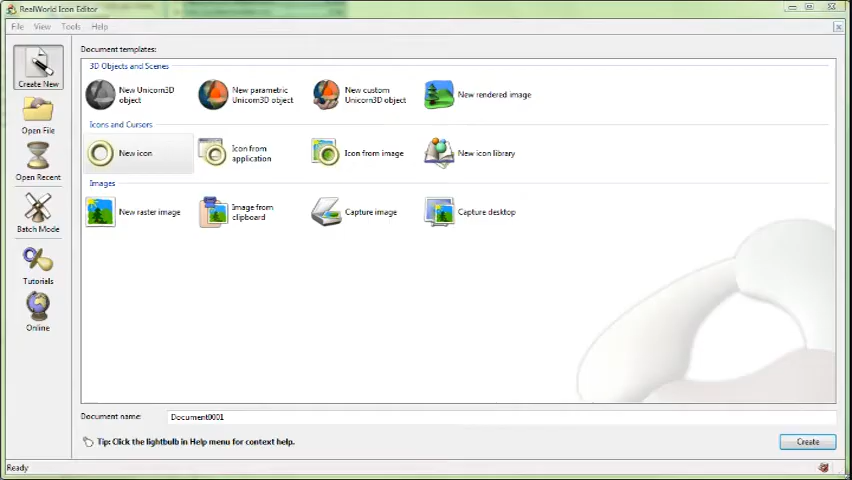 RealWorld Icon Editor
File View Tools Help
Create New
Open File
Open Recent
Batch Mode
Tutorials
Online
Document templates:
3D Objects and Scenes
New Unicorn3D
object
New parametric
Unicorn3D object
New custom
Unicorn3D object
New rendered image
Icons and Cursors
New icon
Icon from
application
Icon from image
New icon library
Images
New raster image
Image from
clipboard
Capture image
Capture desktop
Document name: Document0001
Tip: Click the lightbulb in Help menu for context help.
Create
Ready